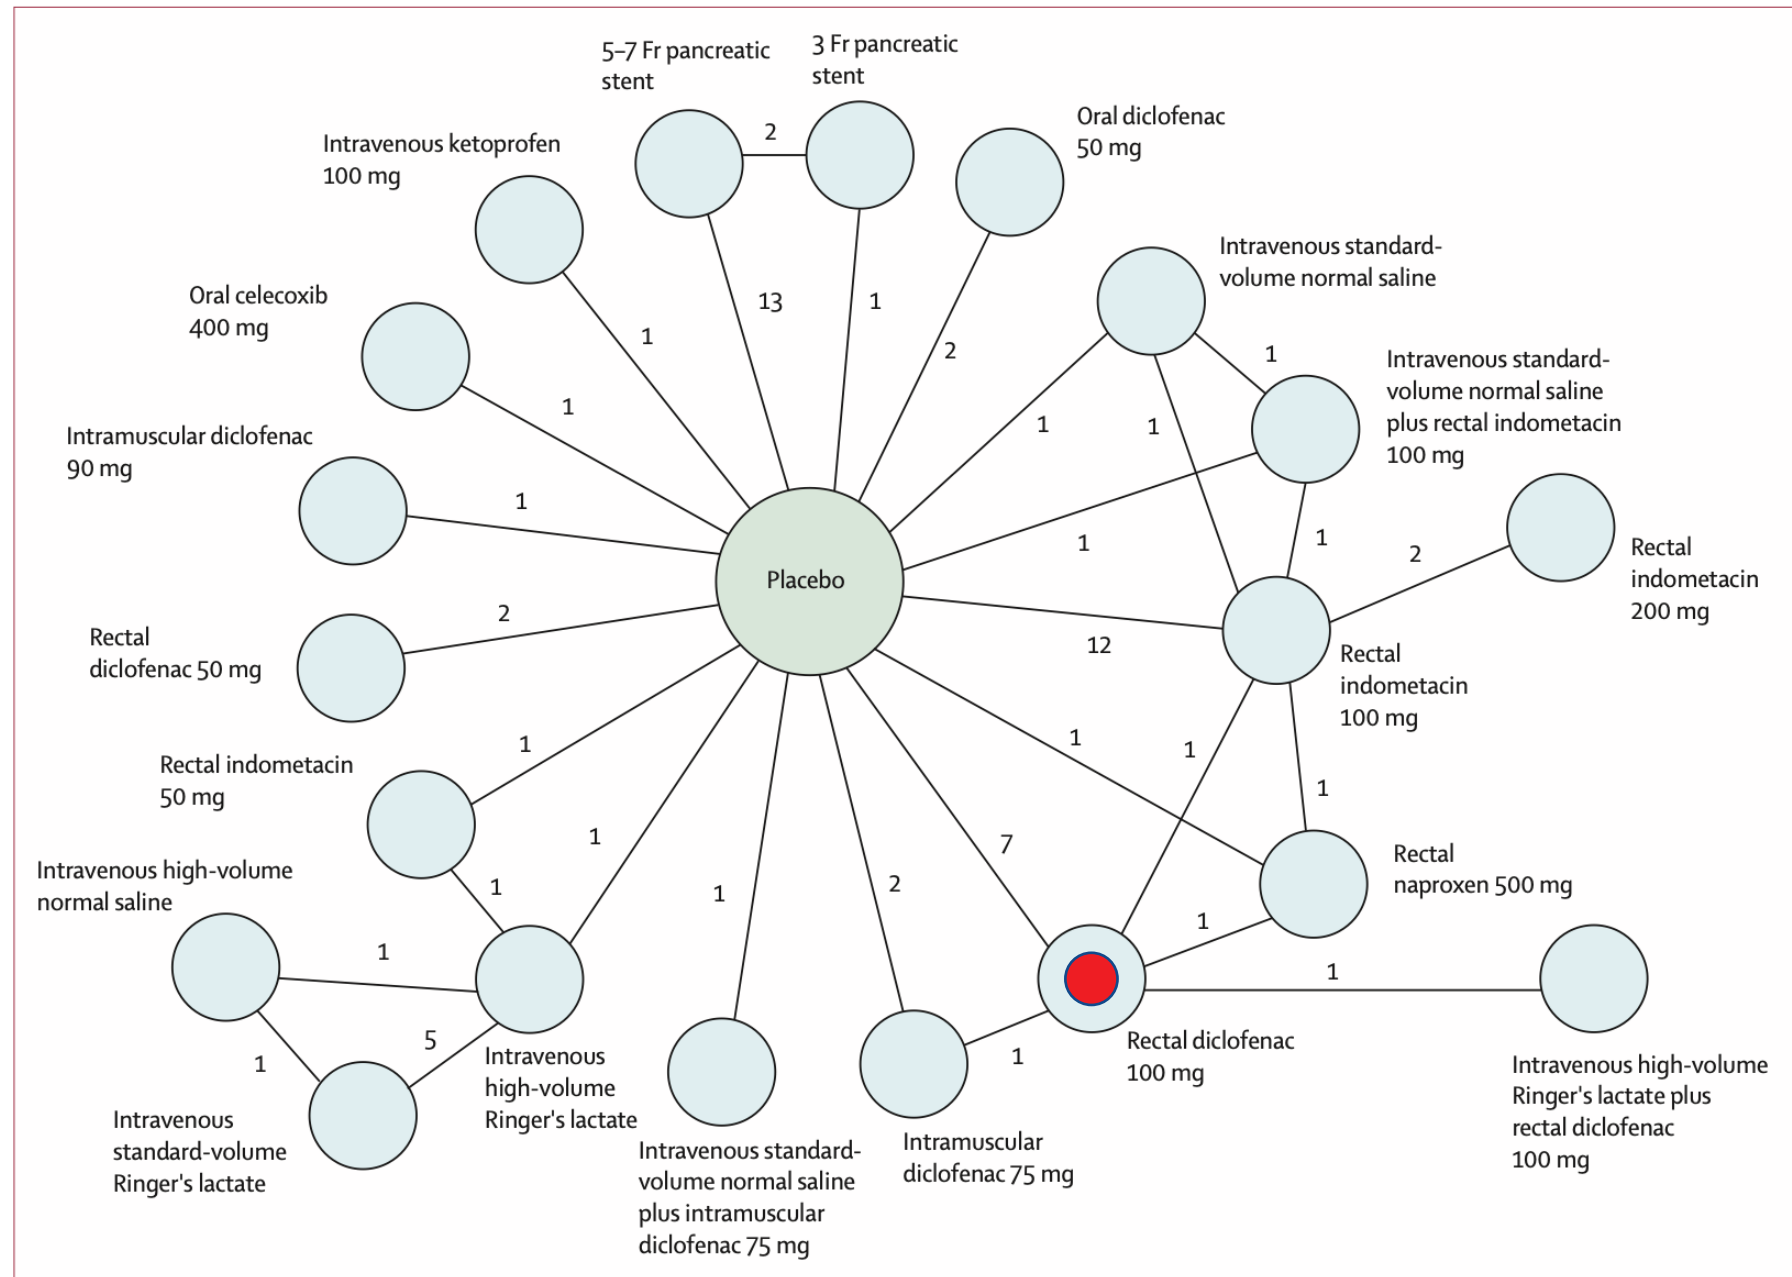 5–7 Fr pancreatic
stent
3 Fr pancreatic
stent
2
Oral diclofenac
50 mg
Intravenous ketoprofen
100 mg
Intravenous standard-
volume normal saline
Oral celecoxib
400 mg
13
1
1
2
1
Intravenous standard-
volume normal saline
plus rectal indometacin
100 mg
1
1
1
Intramuscular diclofenac
90 mg
1
1
1
2
Rectal
indometacin
200 mg
Placebo
2
12
Rectal
diclofenac 50 mg
Rectal
indometacin
100 mg
1
1
1
1
Rectal indometacin
50 mg
1
7
Rectal
naproxen 500 mg
Intravenous high-volume
normal saline
1
1
2
1
1
1
5
1
1
Rectal diclofenac
100 mg
Intravenous
high-volume
Ringer's lactate
Intravenous high-volume
Ringer's lactate plus
rectal diclofenac
100 mg
Intravenous
standard-volume
Ringer's lactate
Intravenous standard-
volume normal saline
plus intramuscular
diclofenac 75 mg
Intramuscular
diclofenac 75 mg